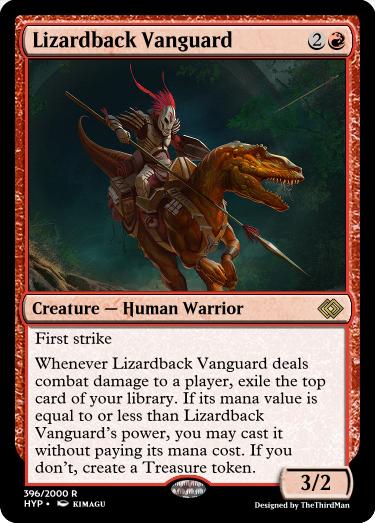 Lizardback Vanguard 2
Creature — Human Warrior
First strike
Whenever Lizardback Vanguard deals
combat damage to a player, exile the top
card of your library. If its mana value is
equal to or less than Lizardback
Vanguard's power, you may cast it
without paying its mana cost. If you
don't, create a Treasure token.
3/2
396/2000 R
HYP • KIMAGU
Designed by TheThirdMan